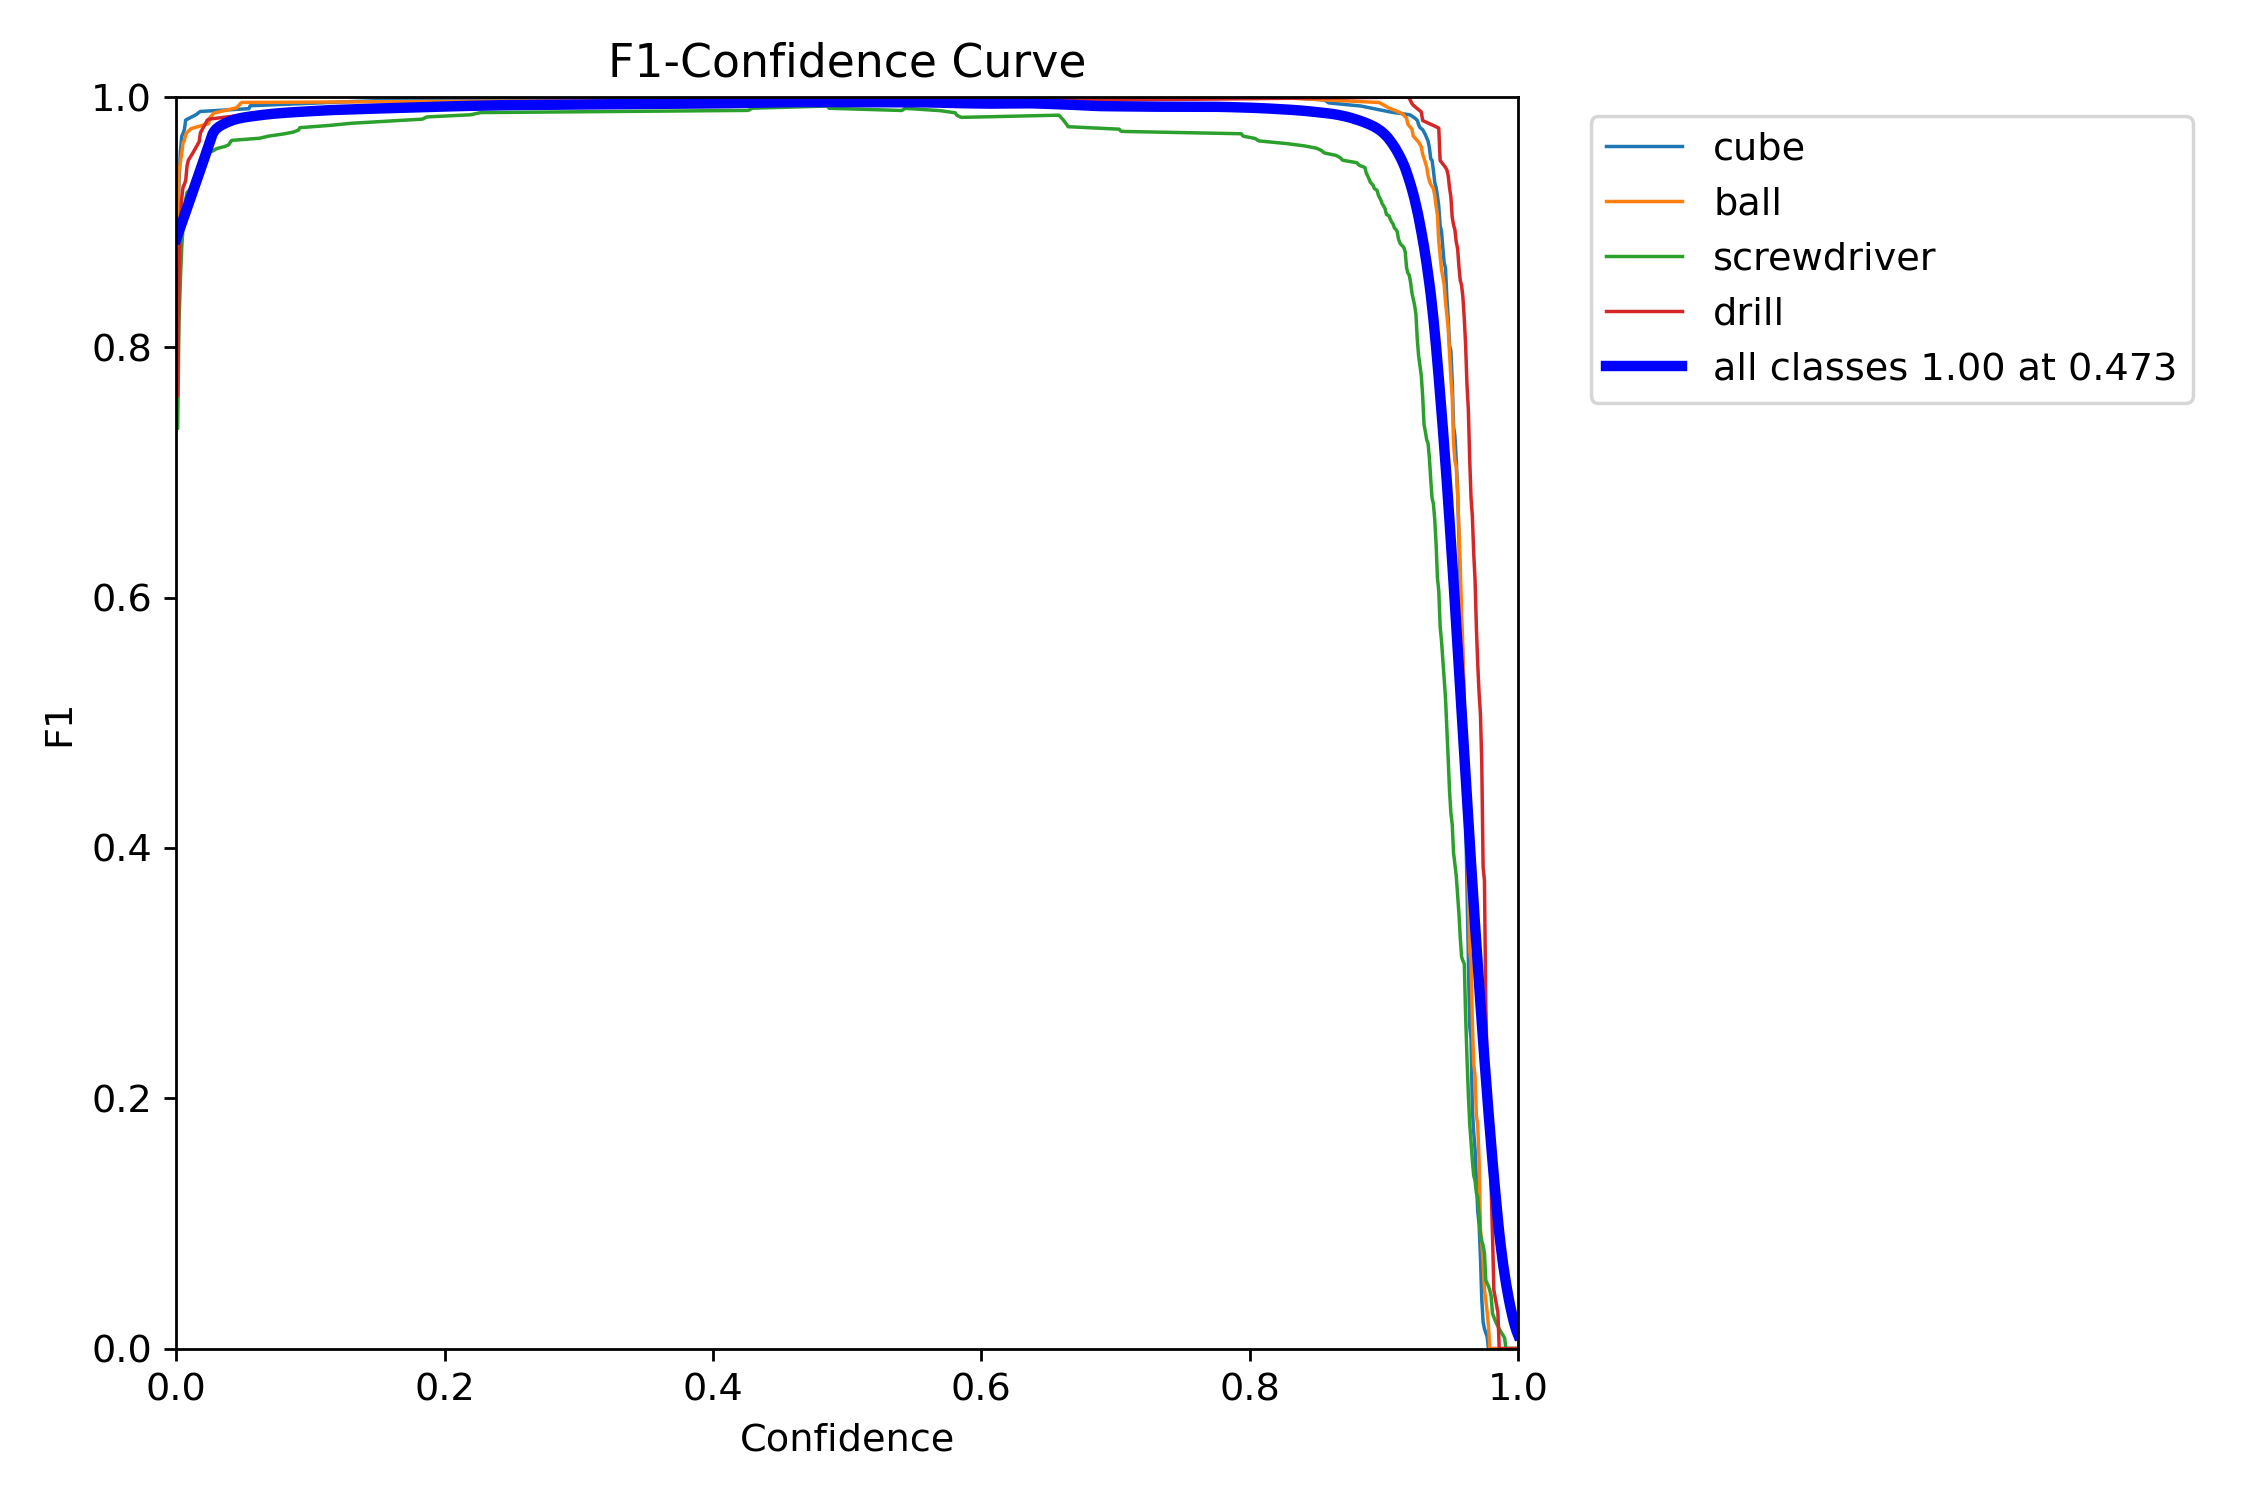 F1-Confidence Curve
1.0
0.8
0.6
0.4
0.2
0.0
F1
0.0 0.2 0.4 0.6 0.8 1.0
Confidence
cube
ball
screwdriver
drill
all classes 1.00 at 0.473